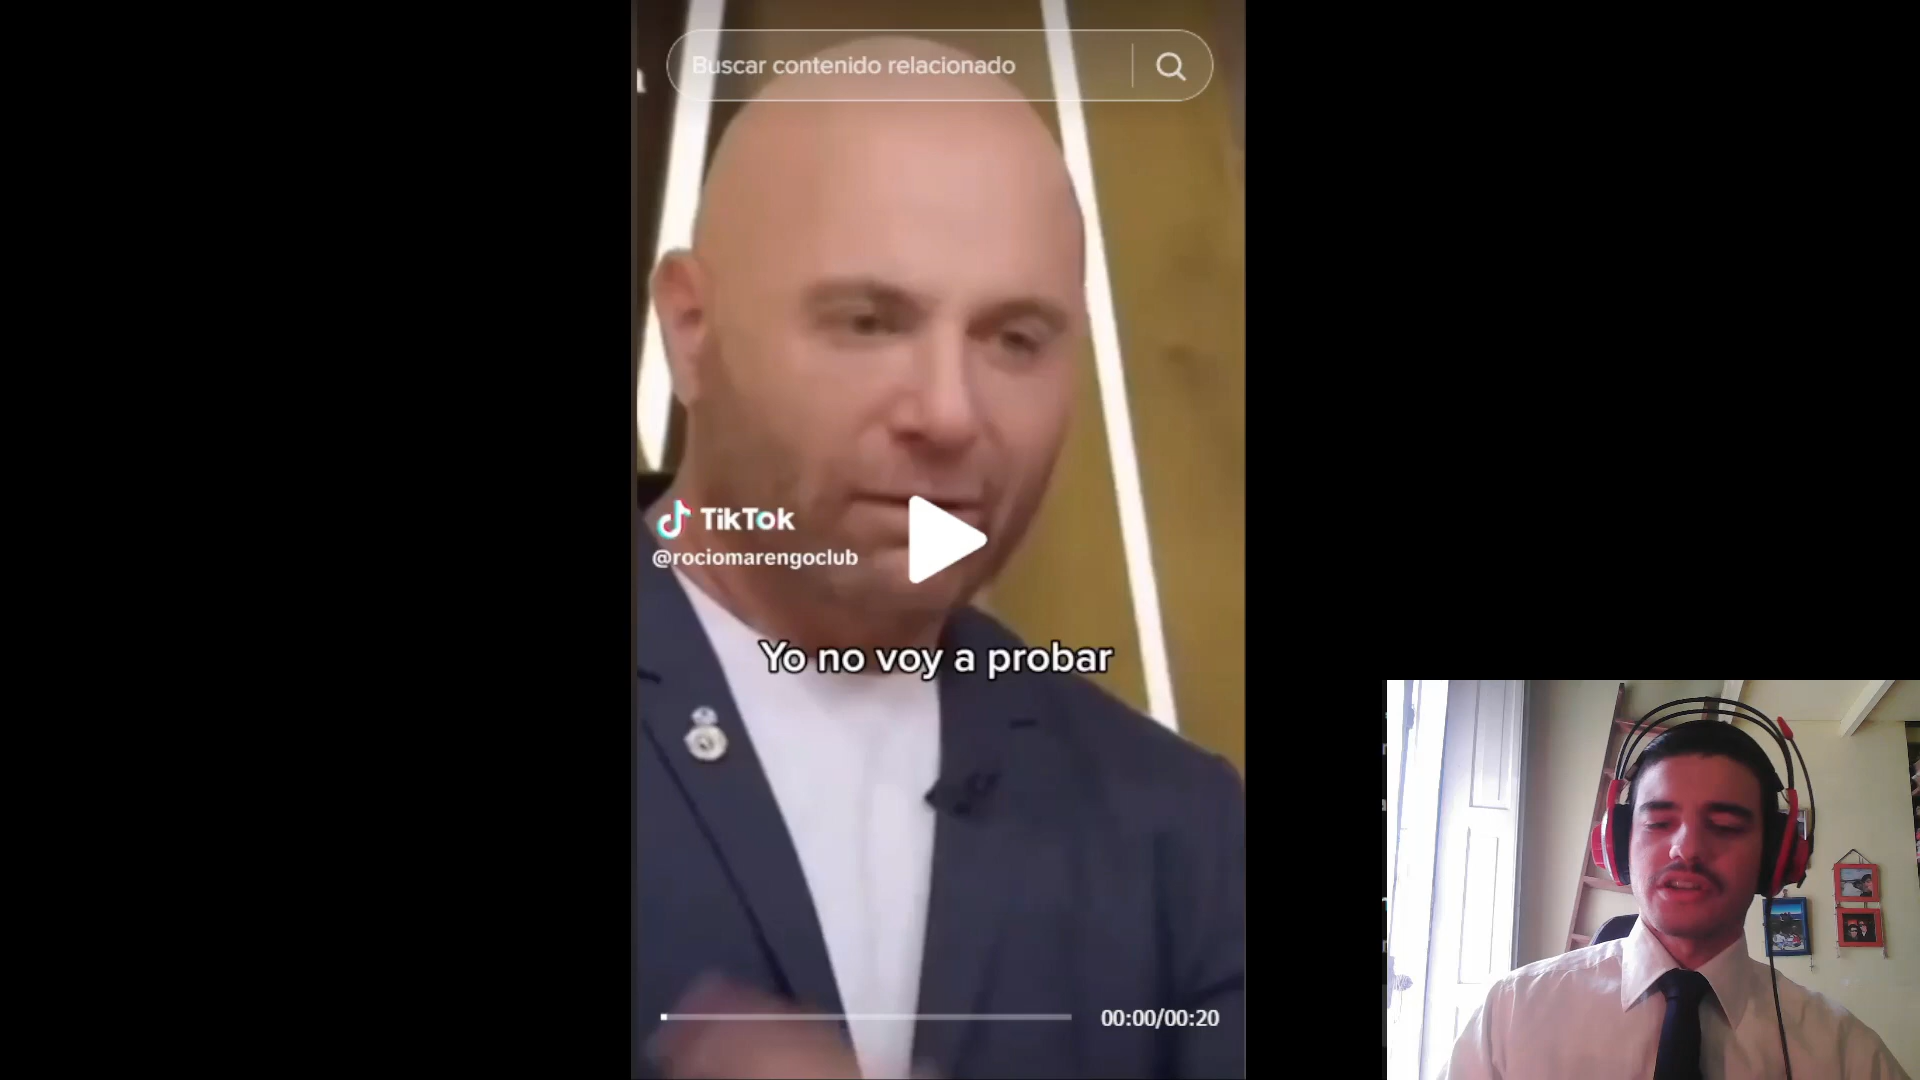 Buscar contenido relacionado
TikTok
@rociomarengoclub
Yo no voy a probar
00:00/00:20